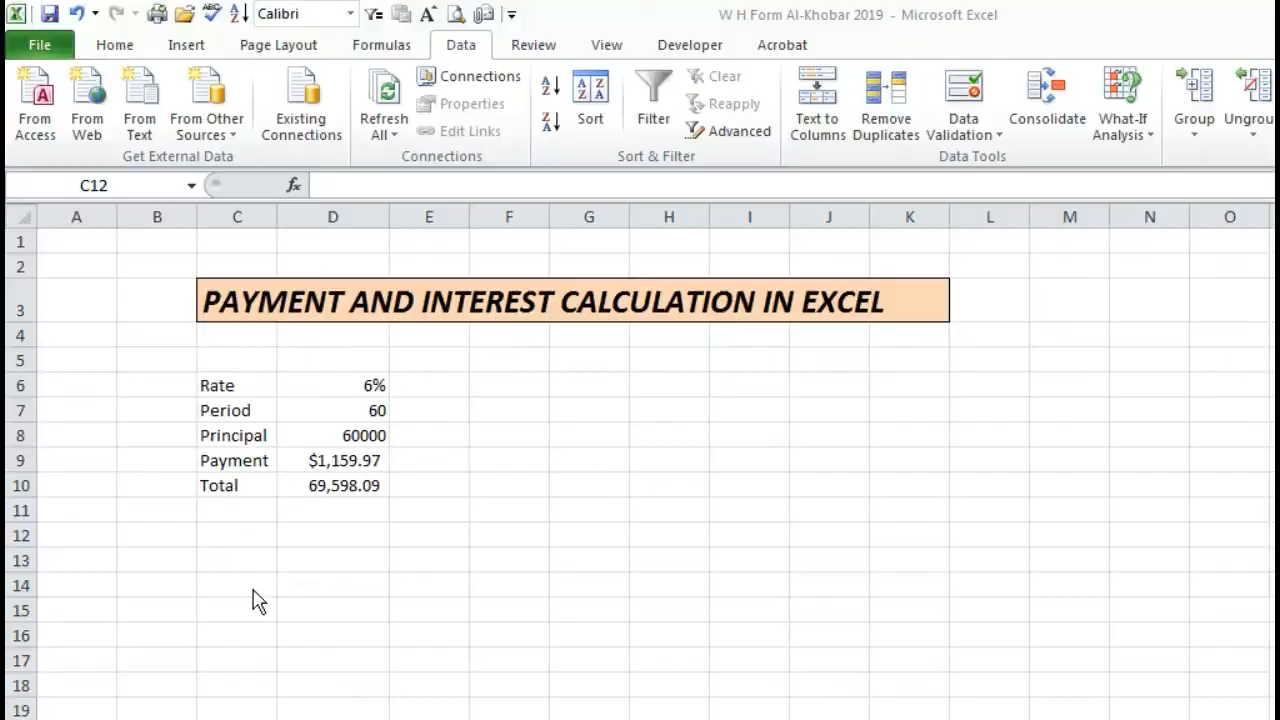 Calibri
W H Form Al-Khobar 2019 - Microsoft Excel
File Home Insert Page Layout Formulas Data Review View Developer Acrobat
From Access From Web From Text From Other Sources Existing Connections Refresh All Connections Properties Edit Links Sort Filter Clear Reapply Advanced Text to Columns Remove Duplicates Data Validation Consolidate What-If Analysis Group Ungrou
Get External Data Connections Sort & Filter Data Tools
C12 fx
A B C D E F G H I J K L M N O
1
2
3 PAYMENT AND INTEREST CALCULATION IN EXCEL
4
5
6 Rate 6%
7 Period 60
8 Principal 60000
9 Payment $1,159.97
10 Total 69,598.09
11
12
13
14
15
16
17
18
19